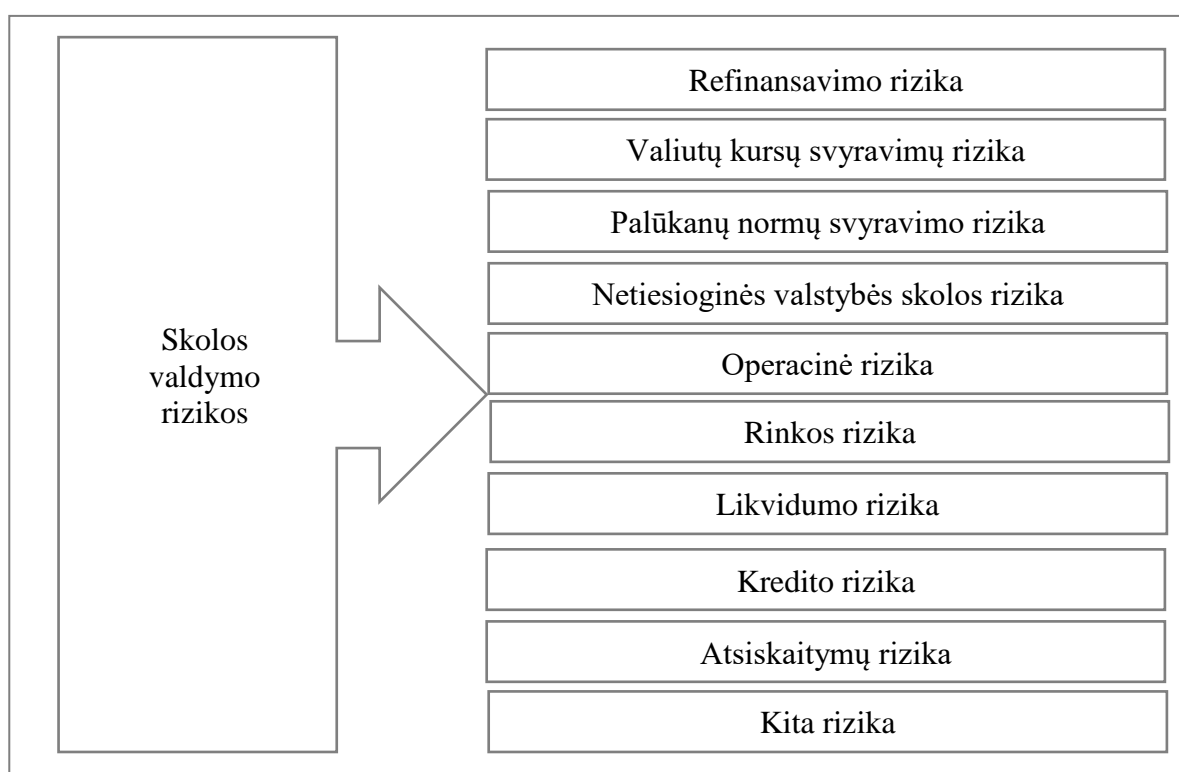 Skolos
valdymo
rizikos
Refinansavimo rizika
Valiutų kursų svyravimų rizika
Palūkanų normų svyravimo rizika
Netiesioginės valstybės skolos rizika
Operacinė rizika
Rinkos rizika
Likvidumo rizika
Kredito rizika
Atsiskaitymų rizika
Kita rizika